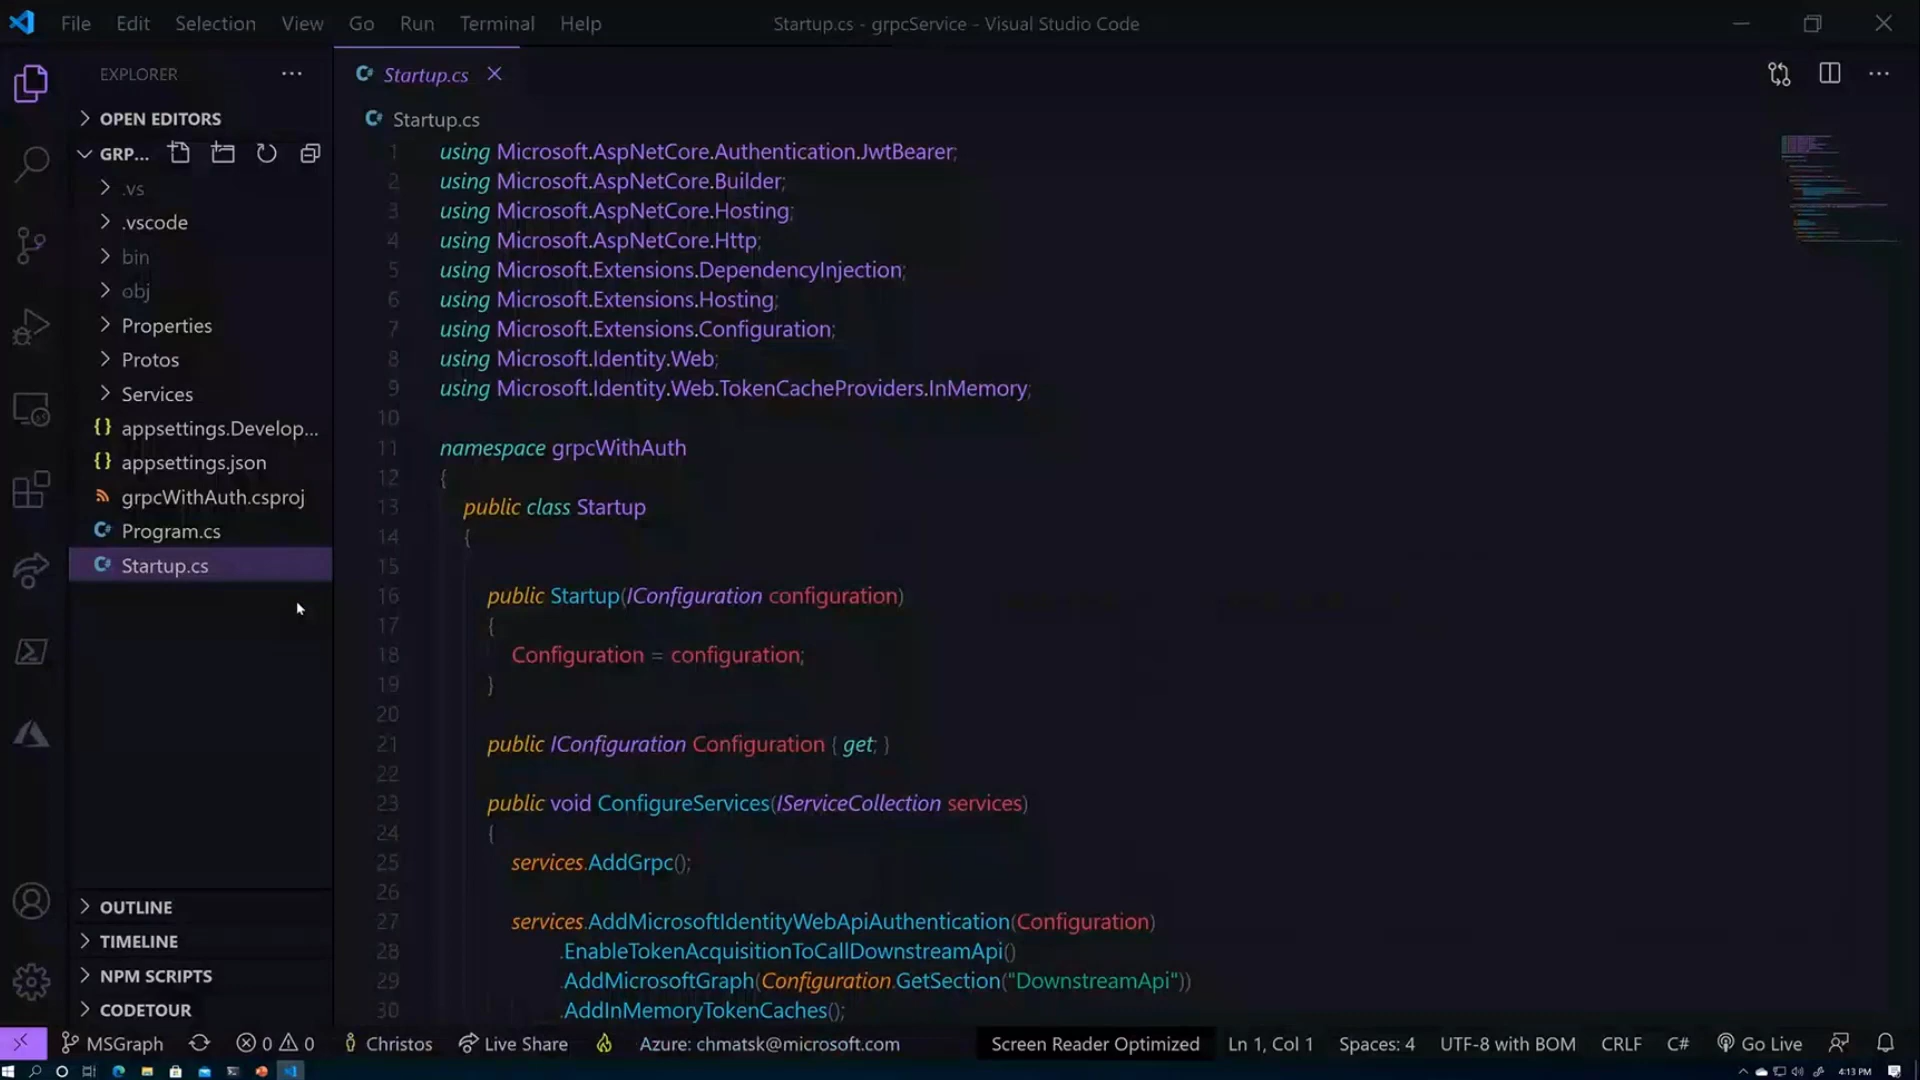 File Edit Selection View Go Run Terminal Help
Startup.cs - grpcService - Visual Studio Code
EXPLORER
OPEN EDITORS
GRP...
.vs
.vscode
bin
obj
Properties
Protos
Services
appsettings.Develop...
appsettings.json
grpcWithAuth.csproj
Program.cs
Startup.cs
OUTLINE
TIMELINE
NPM SCRIPTS
CODETOUR
Startup.cs
Startup.cs
1 using Microsoft.AspNetCore.Authentication.JwtBearer;
2 using Microsoft.AspNetCore.Builder;
3 using Microsoft.AspNetCore.Hosting;
4 using Microsoft.AspNetCore.Http;
5 using Microsoft.Extensions.DependencyInjection;
6 using Microsoft.Extensions.Hosting;
7 using Microsoft.Extensions.Configuration;
8 using Microsoft.Identity.Web;
9 using Microsoft.Identity.Web.TokenCacheProviders.InMemory;
10
11 namespace grpcWithAuth
12 {
13 public class Startup
14 {
15
16 public Startup(IConfiguration configuration)
17 {
18 Configuration = configuration;
19 }
20
21 public IConfiguration Configuration { get; }
22
23 public void ConfigureServices(IServiceCollection services)
24 {
25 services.AddGrpc();
26
27 services.AddMicrosoftIdentityWebApiAuthentication(Configuration)
28 .EnableTokenAcquisitionToCallDownstreamApi()
29 .AddMicrosoftGraph(Configuration.GetSection("DownstreamApi"))
30 .AddInMemoryTokenCaches();
MSGraph 0 0 Christos Live Share Azure: chmatsk@microsoft.com Screen Reader Optimized Ln 1, Col 1 Spaces: 4 UTF-8 with BOM CRLF C# Go Live
4:13 PM